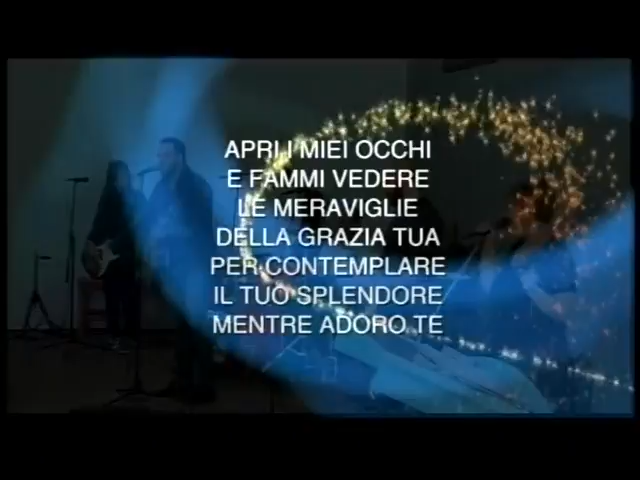 APRI I MIEI OCCHI
E FAMMI VEDERE
LE MERAVIGLIE
DELLA GRAZIA TUA
PER CONTEMPLARE
IL TUO SPLENDORE
MENTRE ADORO TE